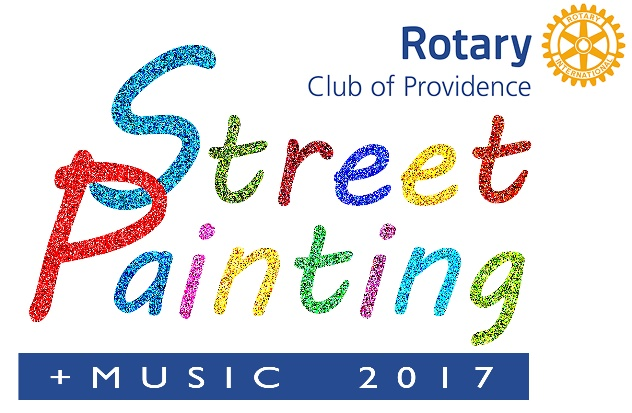 Rotary
Club of Providence
ROTARY INTERNATIONAL
Street
Painting
+MUSIC 2017